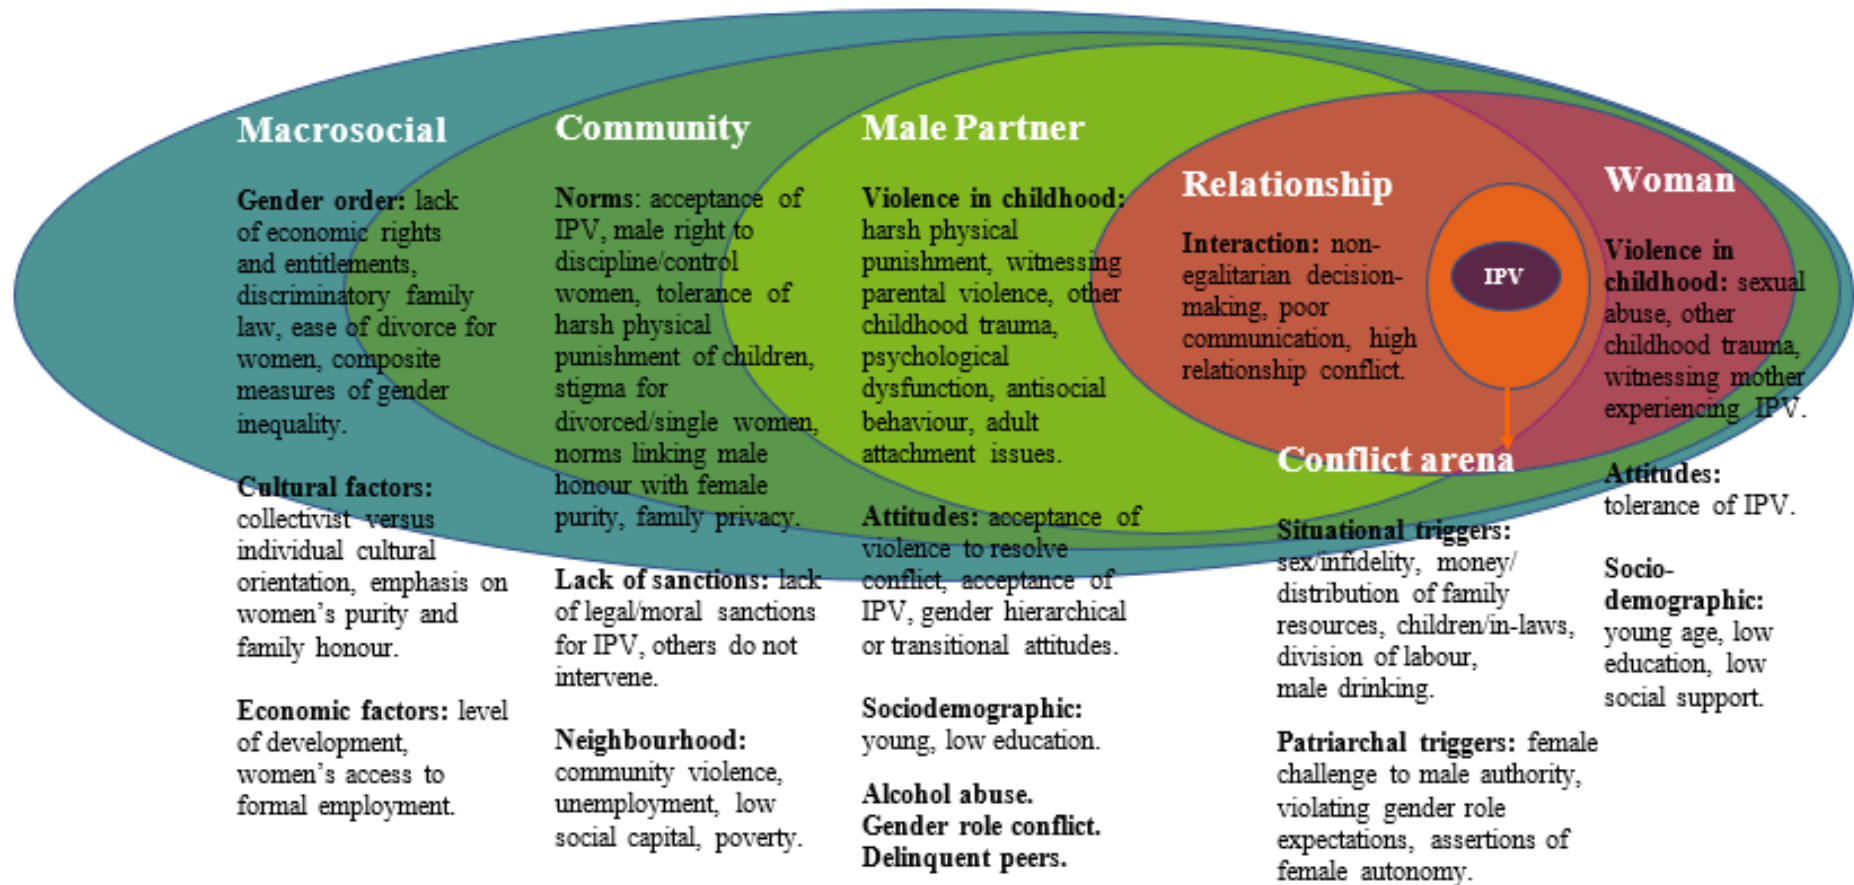 Macrosocial
Gender order: lack
of economic rights
and entitlements,
discriminatory family
law, ease of divorce for
women, composite
measures of gender
inequality.
Cultural factors:
collectivist versus
individual cultural
orientation, emphasis on
women's purity and
family honour.
Economic factors: level
of development,
women's access to
formal employment.
Community
Norms: acceptance of
IPV, male right to
discipline/control
women, tolerance of
harsh physical
punishment of children,
stigma for
divorced/single women,
norms linking male
honour with female
purity, family privacy.
Lack of sanctions: lack
of legal/moral sanctions
for IPV, others do not
intervene.
Neighbourhood:
community violence,
unemployment, low
social capital, poverty.
Male Partner
Violence in childhood:
harsh physical
punishment, witnessing
parental violence, other
childhood trauma,
psychological
dysfunction, antisocial
behaviour, adult
attachment issues.
Attitudes: acceptance of
violence to resolve
conflict, acceptance of
IPV, gender hierarchical
or transitional attitudes.
Sociodemographic:
young, low education.
Alcohol abuse.
Gender role conflict.
Delinquent peers.
Relationship
Interaction: non-
egalitarian decision-
making, poor
communication, high
relationship conflict.
IPV
Conflict arena
Situational triggers:
sex/infidelity, money/
distribution of family
resources, children/in-laws,
division of labour,
male drinking.
Patriarchal triggers: female
challenge to male authority,
violating gender role
expectations, assertions of
female autonomy.
Woman
Violence in
childhood: sexual
abuse, other
childhood trauma,
witnessing mother
experiencing IPV.
Attitudes:
tolerance of IPV.
Socio-
demographic:
young age, low
education, low
social support.